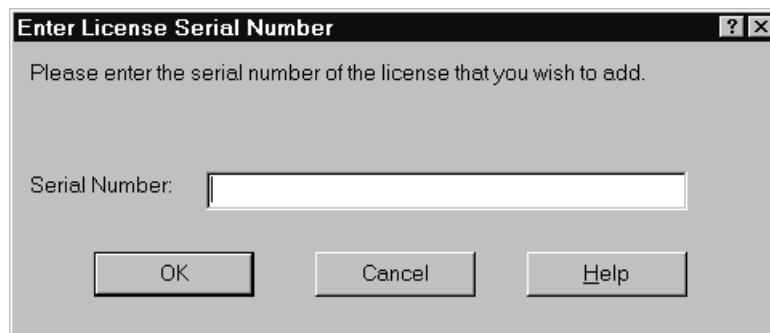 Enter License Serial Number
Please enter the serial number of the license that you wish to add.
Serial Number:
OK Cancel Help